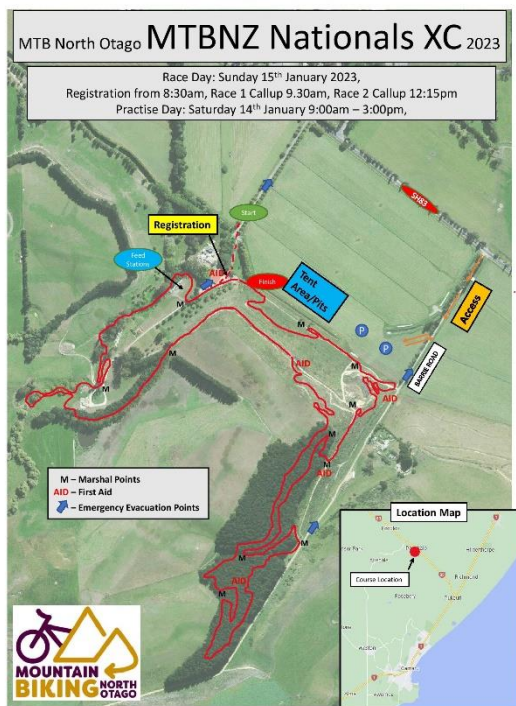 MTB North Otago MTBNZ Nationals XC 2023
Race Day: Sunday 15th January 2023,
Registration from 8:30am, Race 1 Callup 9.30am, Race 2 Callup 12:15pm
Practise Day: Saturday 14th January 9:00am – 3:00pm,
SH83
Start
Registration
Feed
Stations
AID
Finish
Tent
Area/Pits
Access
M
P
P
BARRIE ROAD
M
M
AID
M
M
AID
M
M
M
AID
M – Marshal Points
AID – First Aid
– Emergency Evacuation Points
M
AID
M
Location Map
Course Location
Richmond
MOUNTAIN
BIKING NORTH
OTAGO